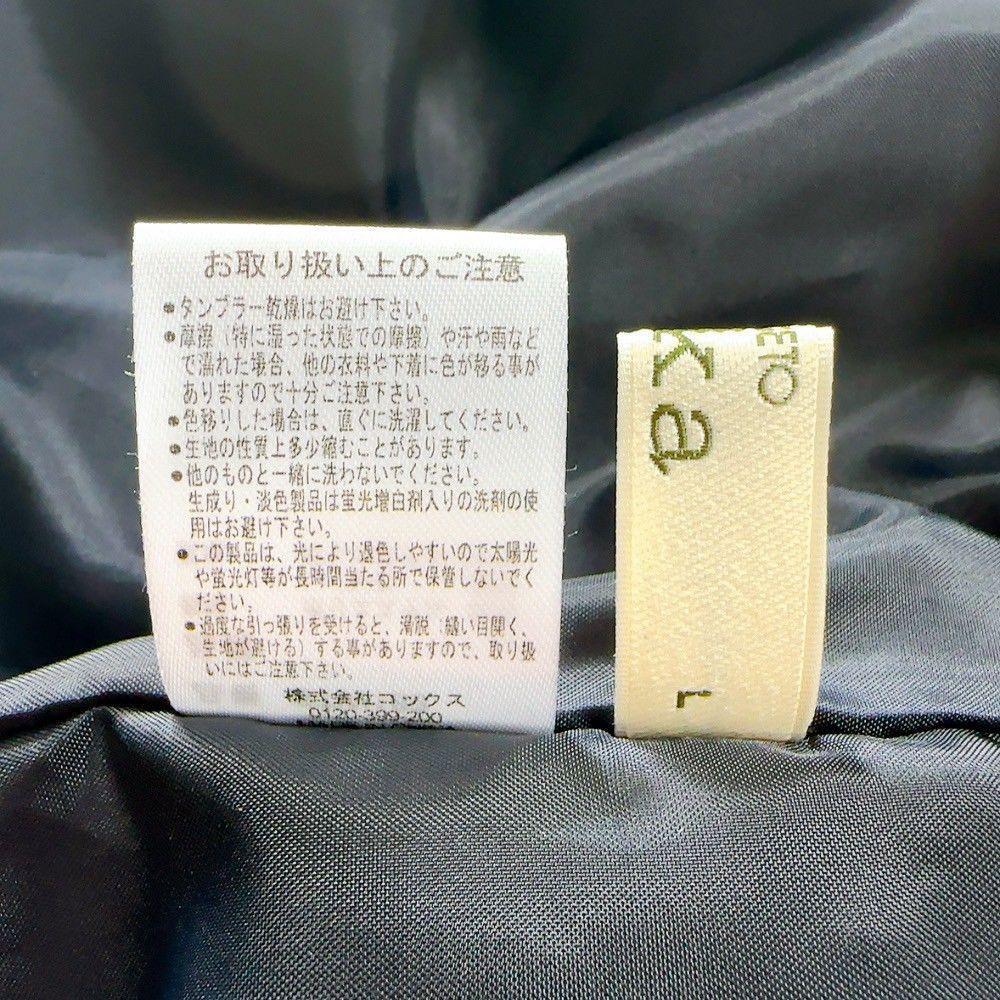 お取り扱い上のご注意
●タンブラー乾燥はお避け下さい。
●摩擦（特に湿った状態での摩擦）や汗や雨など
で濡れた場合、他の衣料や下着に色が移る事が
ありますので十分ご注意下さい。
●色移りした場合は、直ぐに洗濯してください。
●生地の性質上多少縮むことがあります。
●他のものと一緒に洗わないでください。
生成り・淡色製品は蛍光増白剤入りの洗剤の使
用はお避け下さい。
●この製品は、光により退色しやすいので太陽光
や蛍光灯等が長時間当たる所で保管しないでく
ださい。
●過度な引っ張りを受けると、滑脱（縫い目開く、
生地が避ける）する事がありますので、取り扱
いにはご注意下さい。
株式会社コックス
0120-399-200
ka
ETO
L